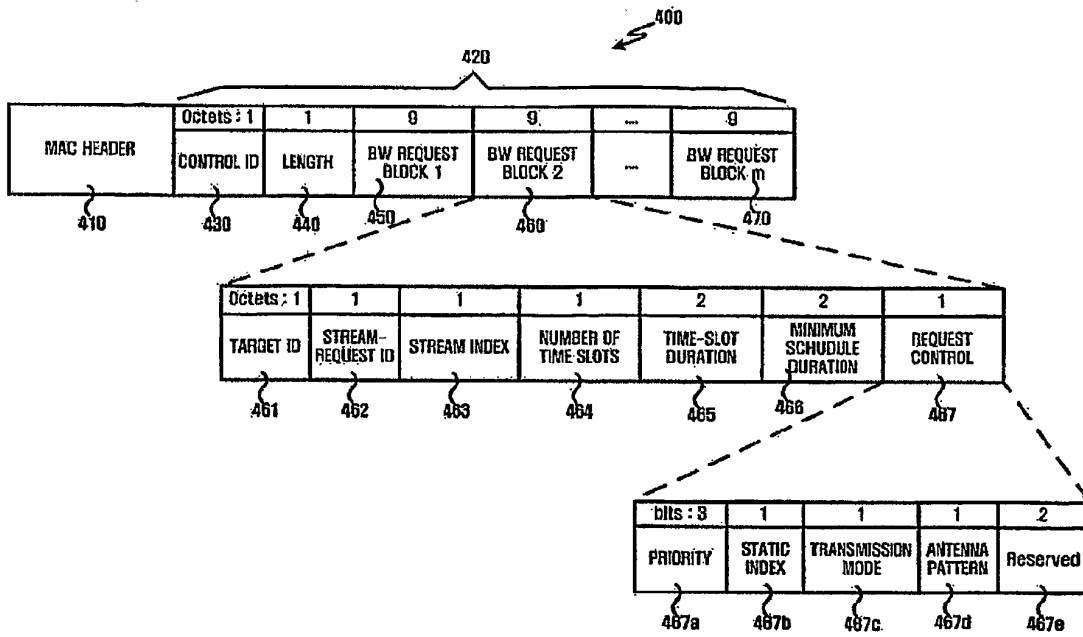 400
420
Octets : 1 1 9 9 ... 9
MAC HEADER CONTROL ID LENGTH BW REQUEST BLOCK 1 BW REQUEST BLOCK 2 ... BW REQUEST BLOCK m
410 430 440 450 460 470
Octets : 1 1 1 1 2 2 1
TARGET ID STREAM-REQUEST ID STREAM INDEX NUMBER OF TIME SLOTS TIME-SLOT DURATION MINIMUM SCHUDULE DURATION REQUEST CONTROL
461 462 463 464 465 466 467
bits : 3 1 1 1 2
PRIORITY STATIC INDEX TRANSMISSION MODE ANTENNA PATTERN Reserved
467a 467b 467c 467d 467e